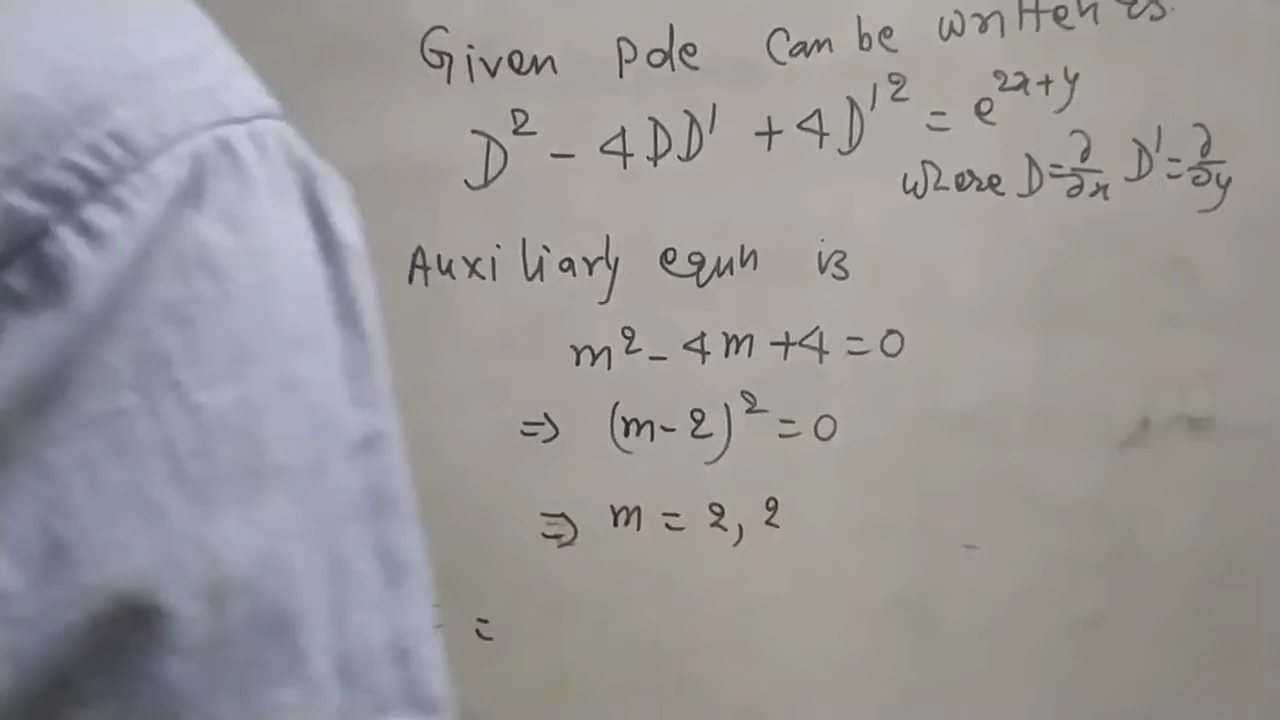 Given pde can be written as
D² - 4DD' + 4D'² = e^{2x+y}
where D = ∂/∂x D' = ∂/∂y
Auxiliary equn is
m² - 4m + 4 = 0
⇒ (m-2)² = 0
⇒ m = 2, 2
=